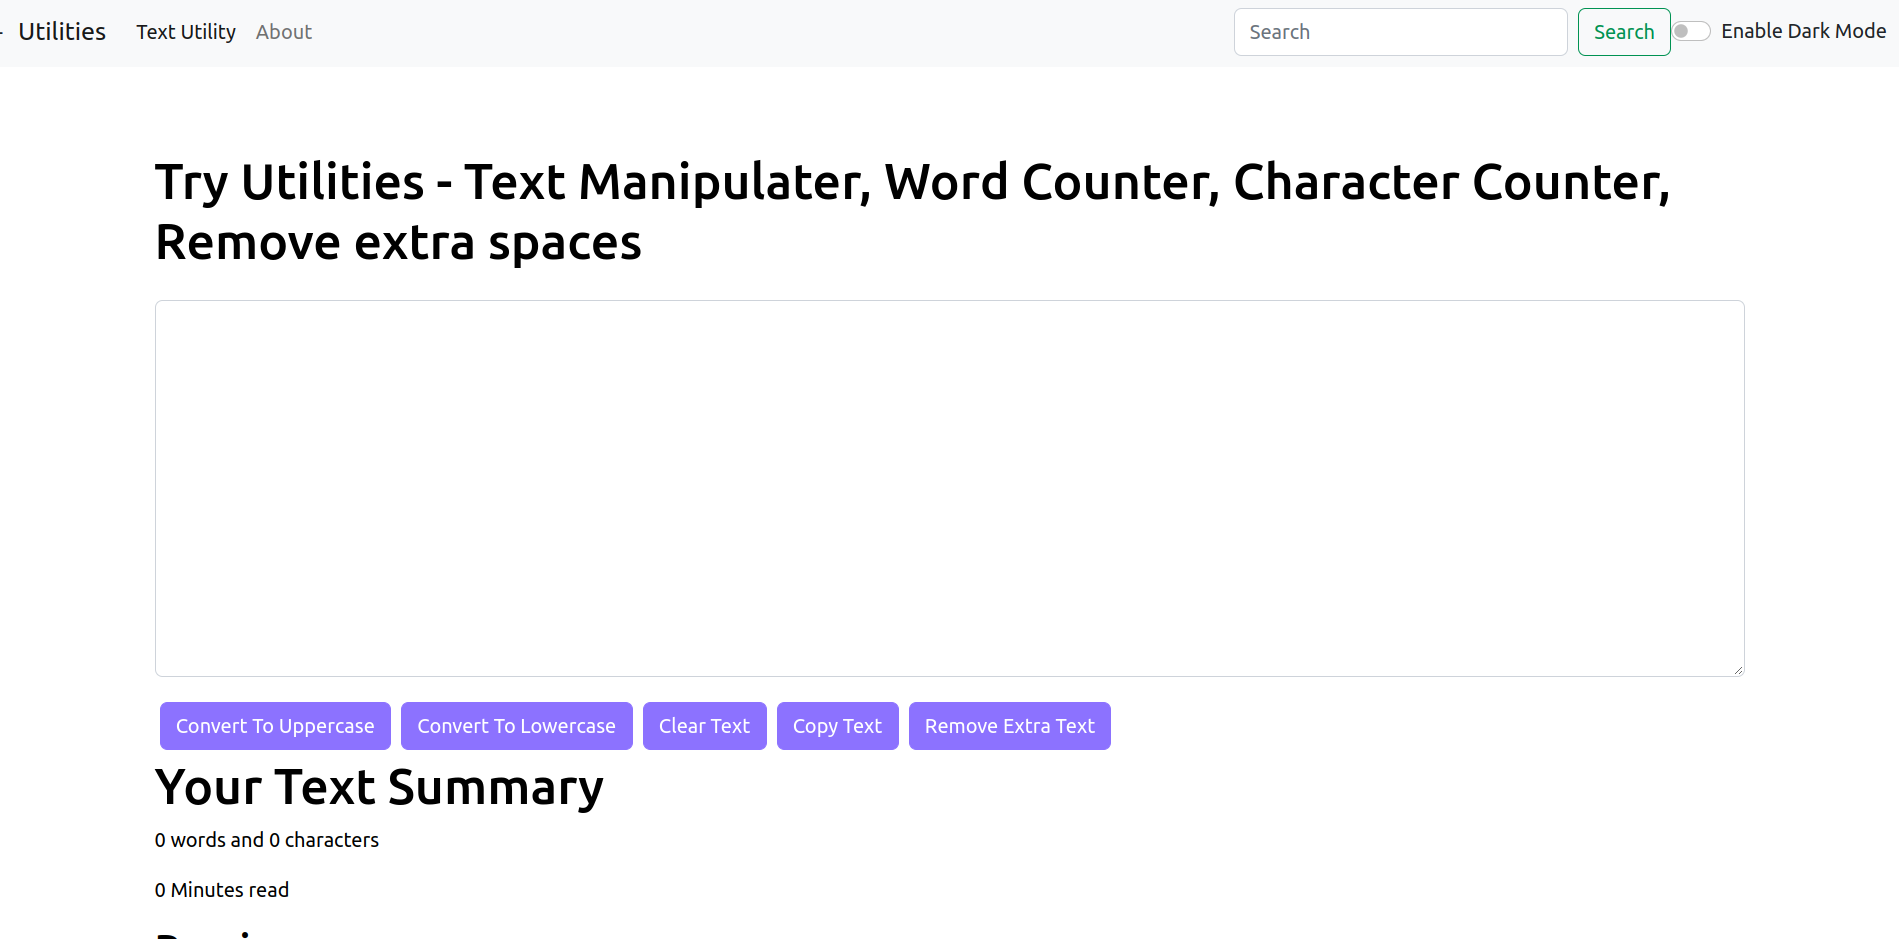 Utilities Text Utility About Search Search Enable Dark Mode
Try Utilities - Text Manipulater, Word Counter, Character Counter,
Remove extra spaces
Convert To Uppercase Convert To Lowercase Clear Text Copy Text Remove Extra Text
Your Text Summary
0 words and 0 characters
0 Minutes read